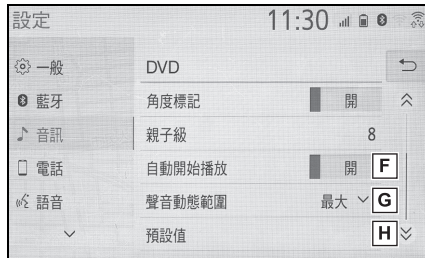 設定 11:30
一般 DVD
藍牙 角度標記 開
音訊 親子級 8
電話 自動開始播放 開 F
語音 聲音動態範圍 最大 G
預設值 H